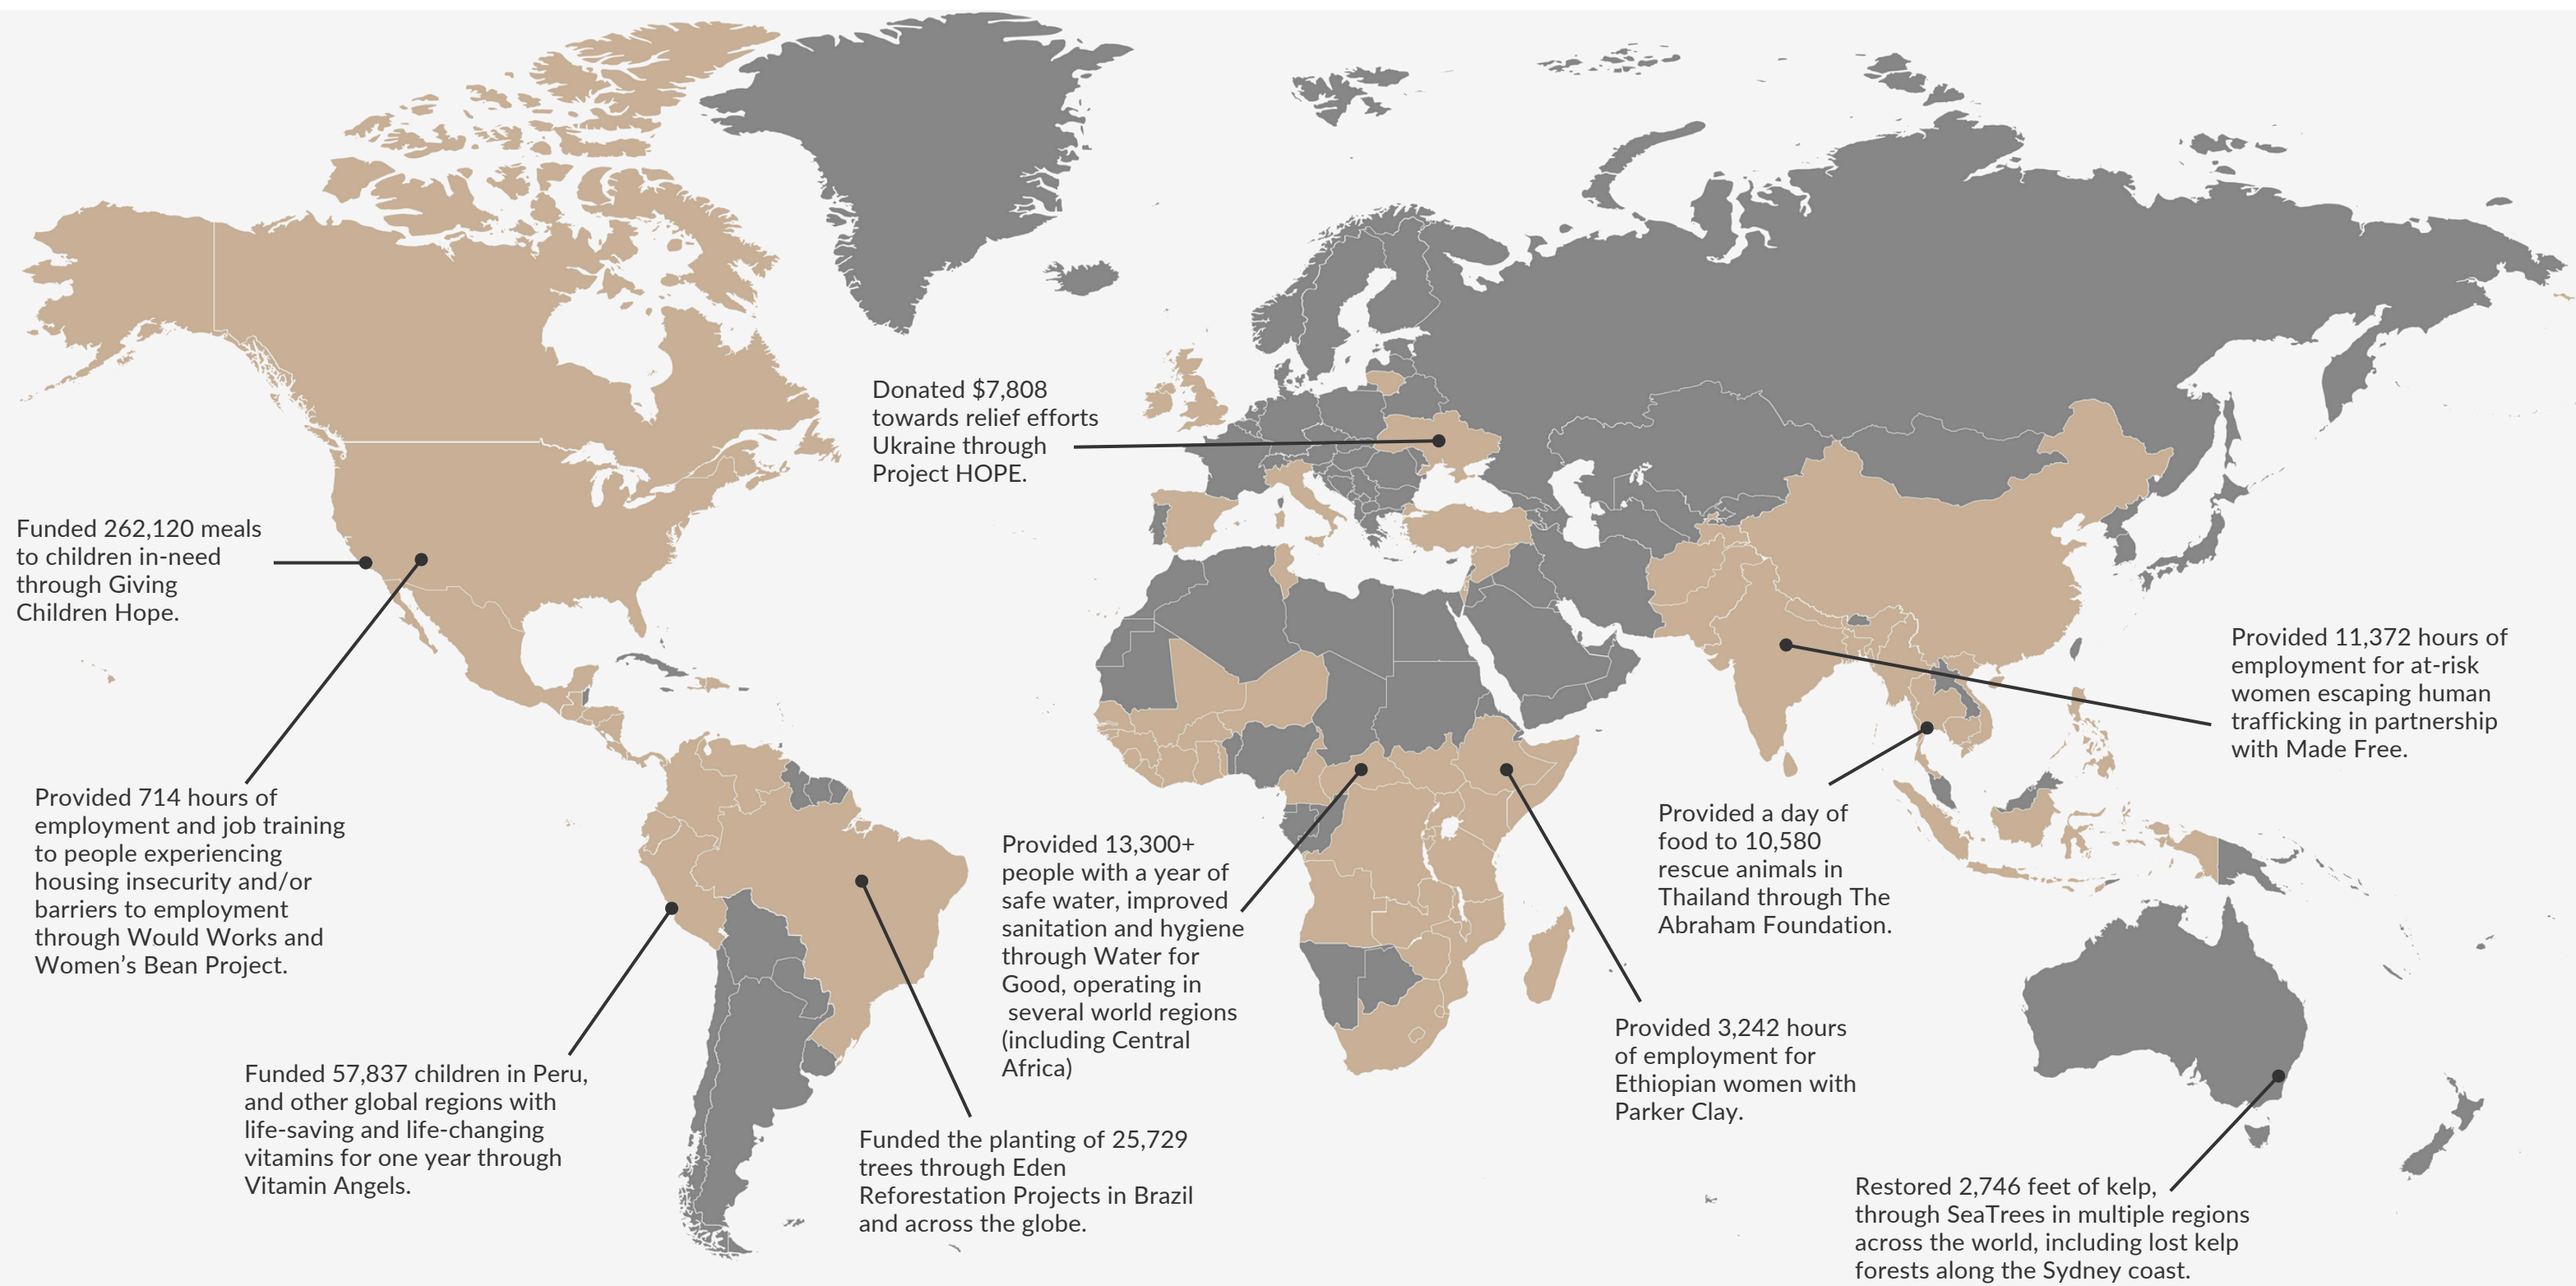 Donated $7,808
towards relief efforts
Ukraine through
Project HOPE.
Funded 262,120 meals
to children in-need
through Giving
Children Hope.
Provided 11,372 hours of
employment for at-risk
women escaping human
trafficking in partnership
with Made Free.
Provided 714 hours of
employment and job training
to people experiencing
housing insecurity and/or
barriers to employment
through Would Works and
Women’s Bean Project.
Provided 13,300+
people with a year of
safe water, improved
sanitation and hygiene
through Water for
Good, operating in
several world regions
(including Central
Africa)
Provided a day of
food to 10,580
rescue animals in
Thailand through The
Abraham Foundation.
Provided 3,242 hours
of employment for
Ethiopian women with
Parker Clay.
Funded 57,837 children in Peru,
and other global regions with
life-saving and life-changing
vitamins for one year through
Vitamin Angels.
Funded the planting of 25,729
trees through Eden
Reforestation Projects in Brazil
and across the globe.
Restored 2,746 feet of kelp,
through SeaTrees in multiple regions
across the world, including lost kelp
forests along the Sydney coast.